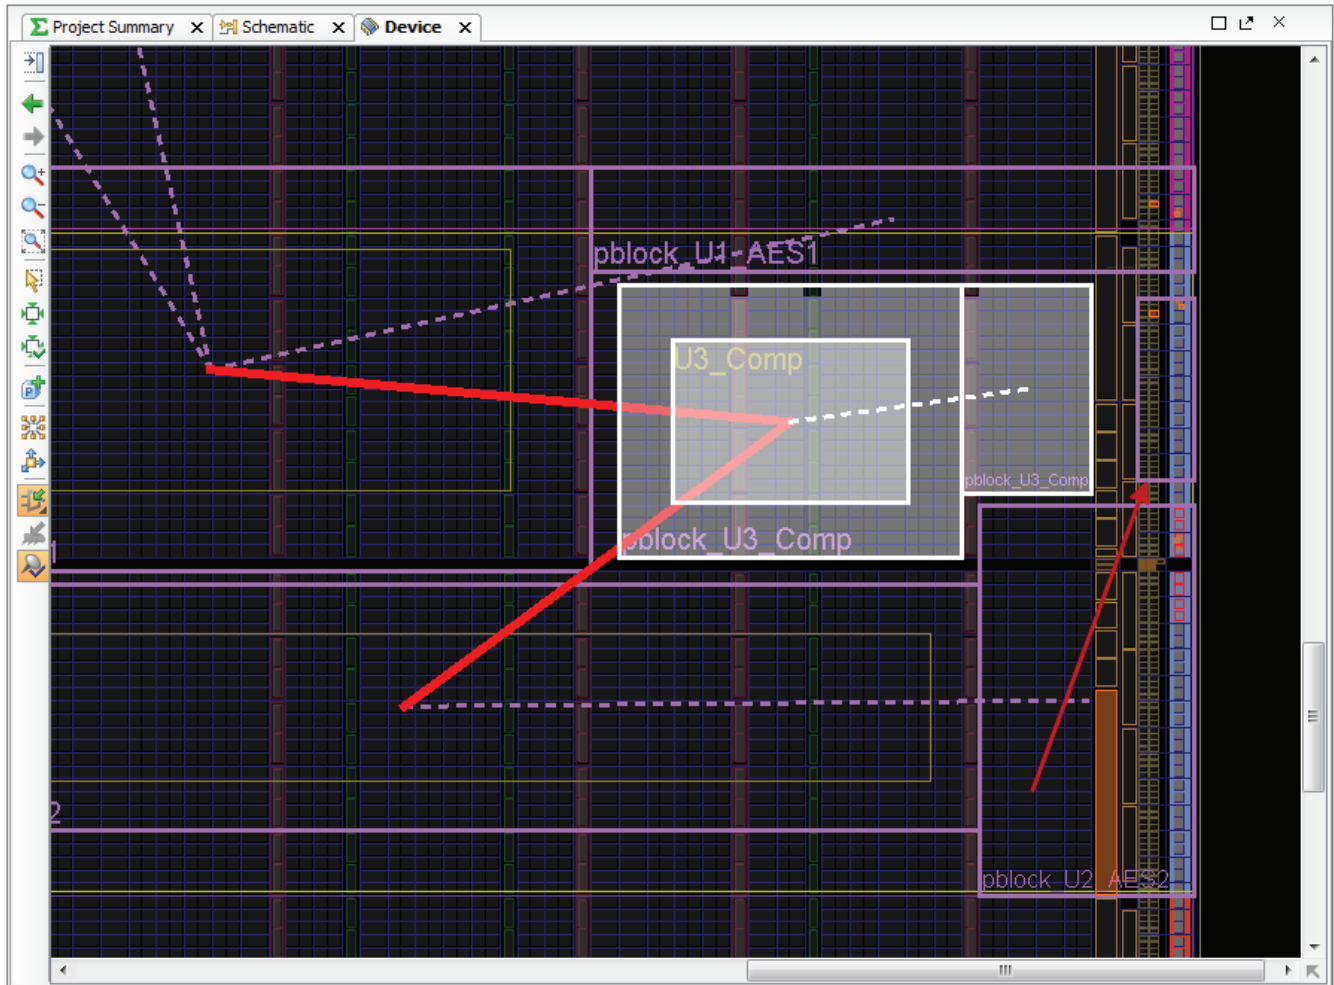 Project Summary
Schematic
Device
pblock_U1_AES1
U3_Comp
pblock_U3_Comp
pblock_U3_Comp
1
2
pblock_U2_AES2